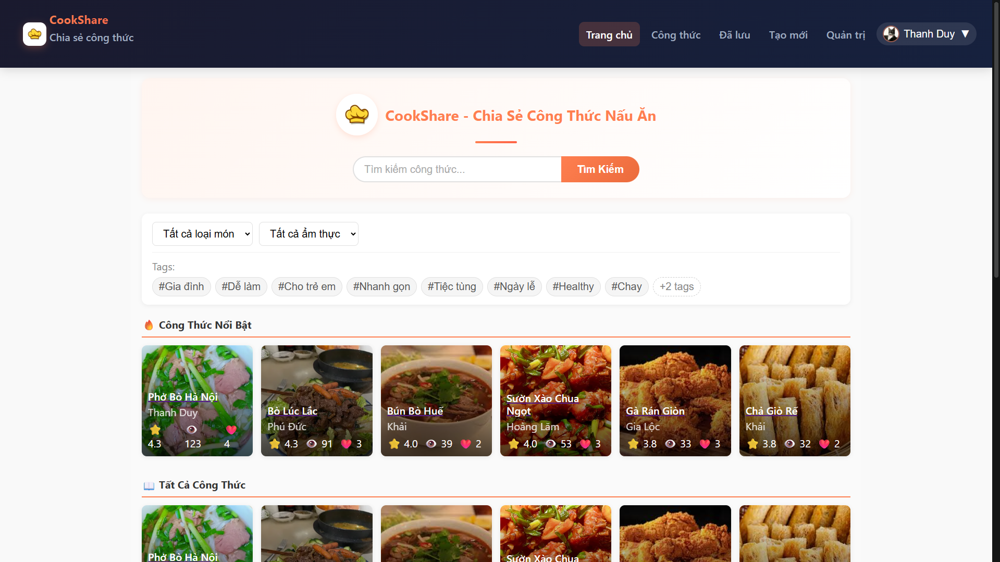 CookShare
Chia sẻ công thức
Trang chủ
Công thức
Đã lưu
Tạo mới
Quản trị
Thanh Duy ▼
CookShare - Chia Sẻ Công Thức Nấu Ăn
Tìm kiếm công thức...
Tìm Kiếm
Tất cả loại món
Tất cả ẩm thực
Tags:
#Gia đình
#Dễ làm
#Cho trẻ em
#Nhanh gọn
#Tiệc tùng
#Ngày lễ
#Healthy
#Chay
+2 tags
🔥 Công Thức Nổi Bật
Phở Bò Hà Nội
Thanh Duy
⭐ 4.3 👁️ 123 ❤️ 4
Bò Lúc Lắc
Phú Đức
⭐ 4.3 👁️ 91 ❤️ 3
Bún Bò Huế
Khải
⭐ 4.0 👁️ 39 ❤️ 2
Sườn Xào Chua
Ngọt
Hoàng Lãm
⭐ 4.0 👁️ 53 ❤️ 3
Gà Rán Giòn
Gia Lộc
⭐ 3.8 👁️ 33 ❤️ 3
Chả Giò Rế
Khải
⭐ 3.8 👁️ 32 ❤️ 2
📖 Tất Cả Công Thức
Phở Bò Hà Nội
Sườn Xào Chua